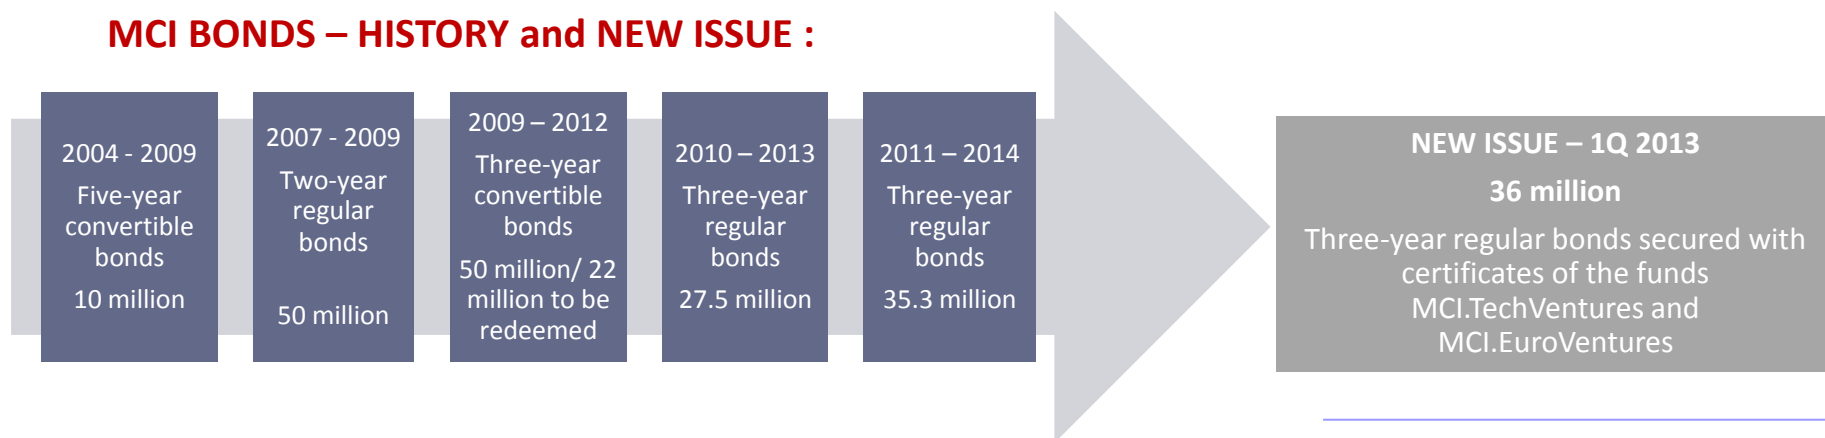 MCI BONDS – HISTORY and NEW ISSUE :
2004 - 2009
Five-year
convertible
bonds
10 million
2007 - 2009
Two-year
regular
bonds
50 million
2009 – 2012
Three-year
convertible
bonds
50 million/ 22
million to be
redeemed
2010 – 2013
Three-year
regular
bonds
27.5 million
2011 – 2014
Three-year
regular
bonds
35.3 million
NEW ISSUE – 1Q 2013
36 million
Three-year regular bonds secured with
certificates of the funds
MCI.TechVentures and
MCI.EuroVentures